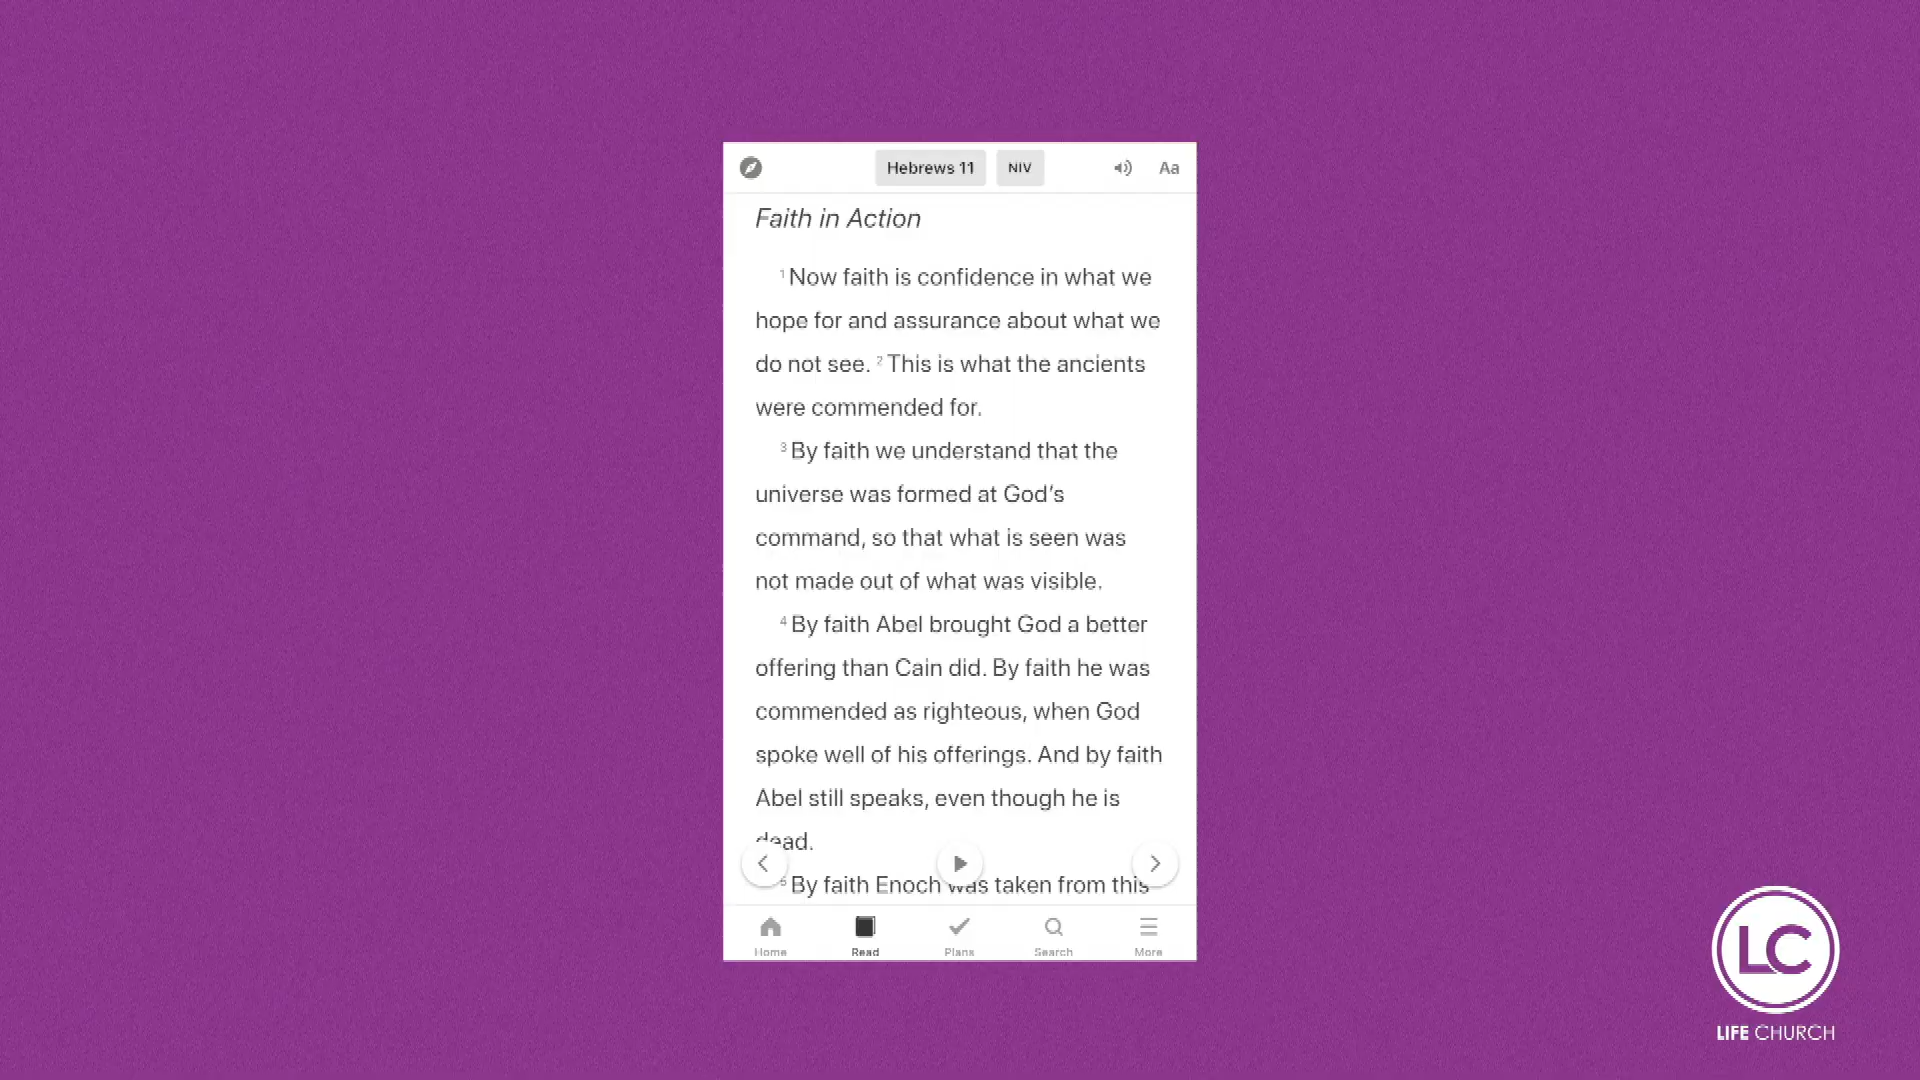 Hebrews 11 NIV Aa
Faith in Action
1 Now faith is confidence in what we
hope for and assurance about what we
do not see. 2 This is what the ancients
were commended for.
3 By faith we understand that the
universe was formed at God's
command, so that what is seen was
not made out of what was visible.
4 By faith Abel brought God a better
offering than Cain did. By faith he was
commended as righteous, when God
spoke well of his offerings. And by faith
Abel still speaks, even though he is
dead.
5 By faith Enoch was taken from this
Home Read Plans Search More
LC
LIFE CHURCH